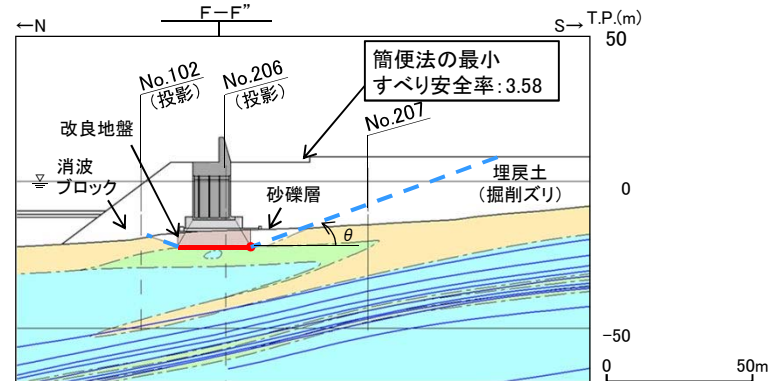 F－F”
←N
S→
T.P.(m)
50
簡便法の最小
すべり安全率：3.58
No.102
(投影)
No.206
(投影)
No.207
改良地盤
消波
ブロック
砂礫層
埋戻土
(掘削ズリ)
0
θ
-50
0
50m